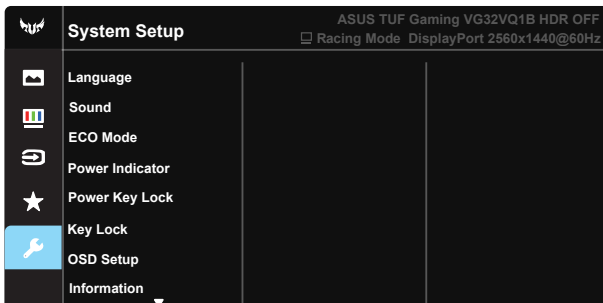 System Setup
ASUS TUF Gaming VG32VQ1B HDR OFF
Racing Mode DisplayPort 2560x1440@60Hz
Language
Sound
ECO Mode
Power Indicator
Power Key Lock
Key Lock
OSD Setup
Information